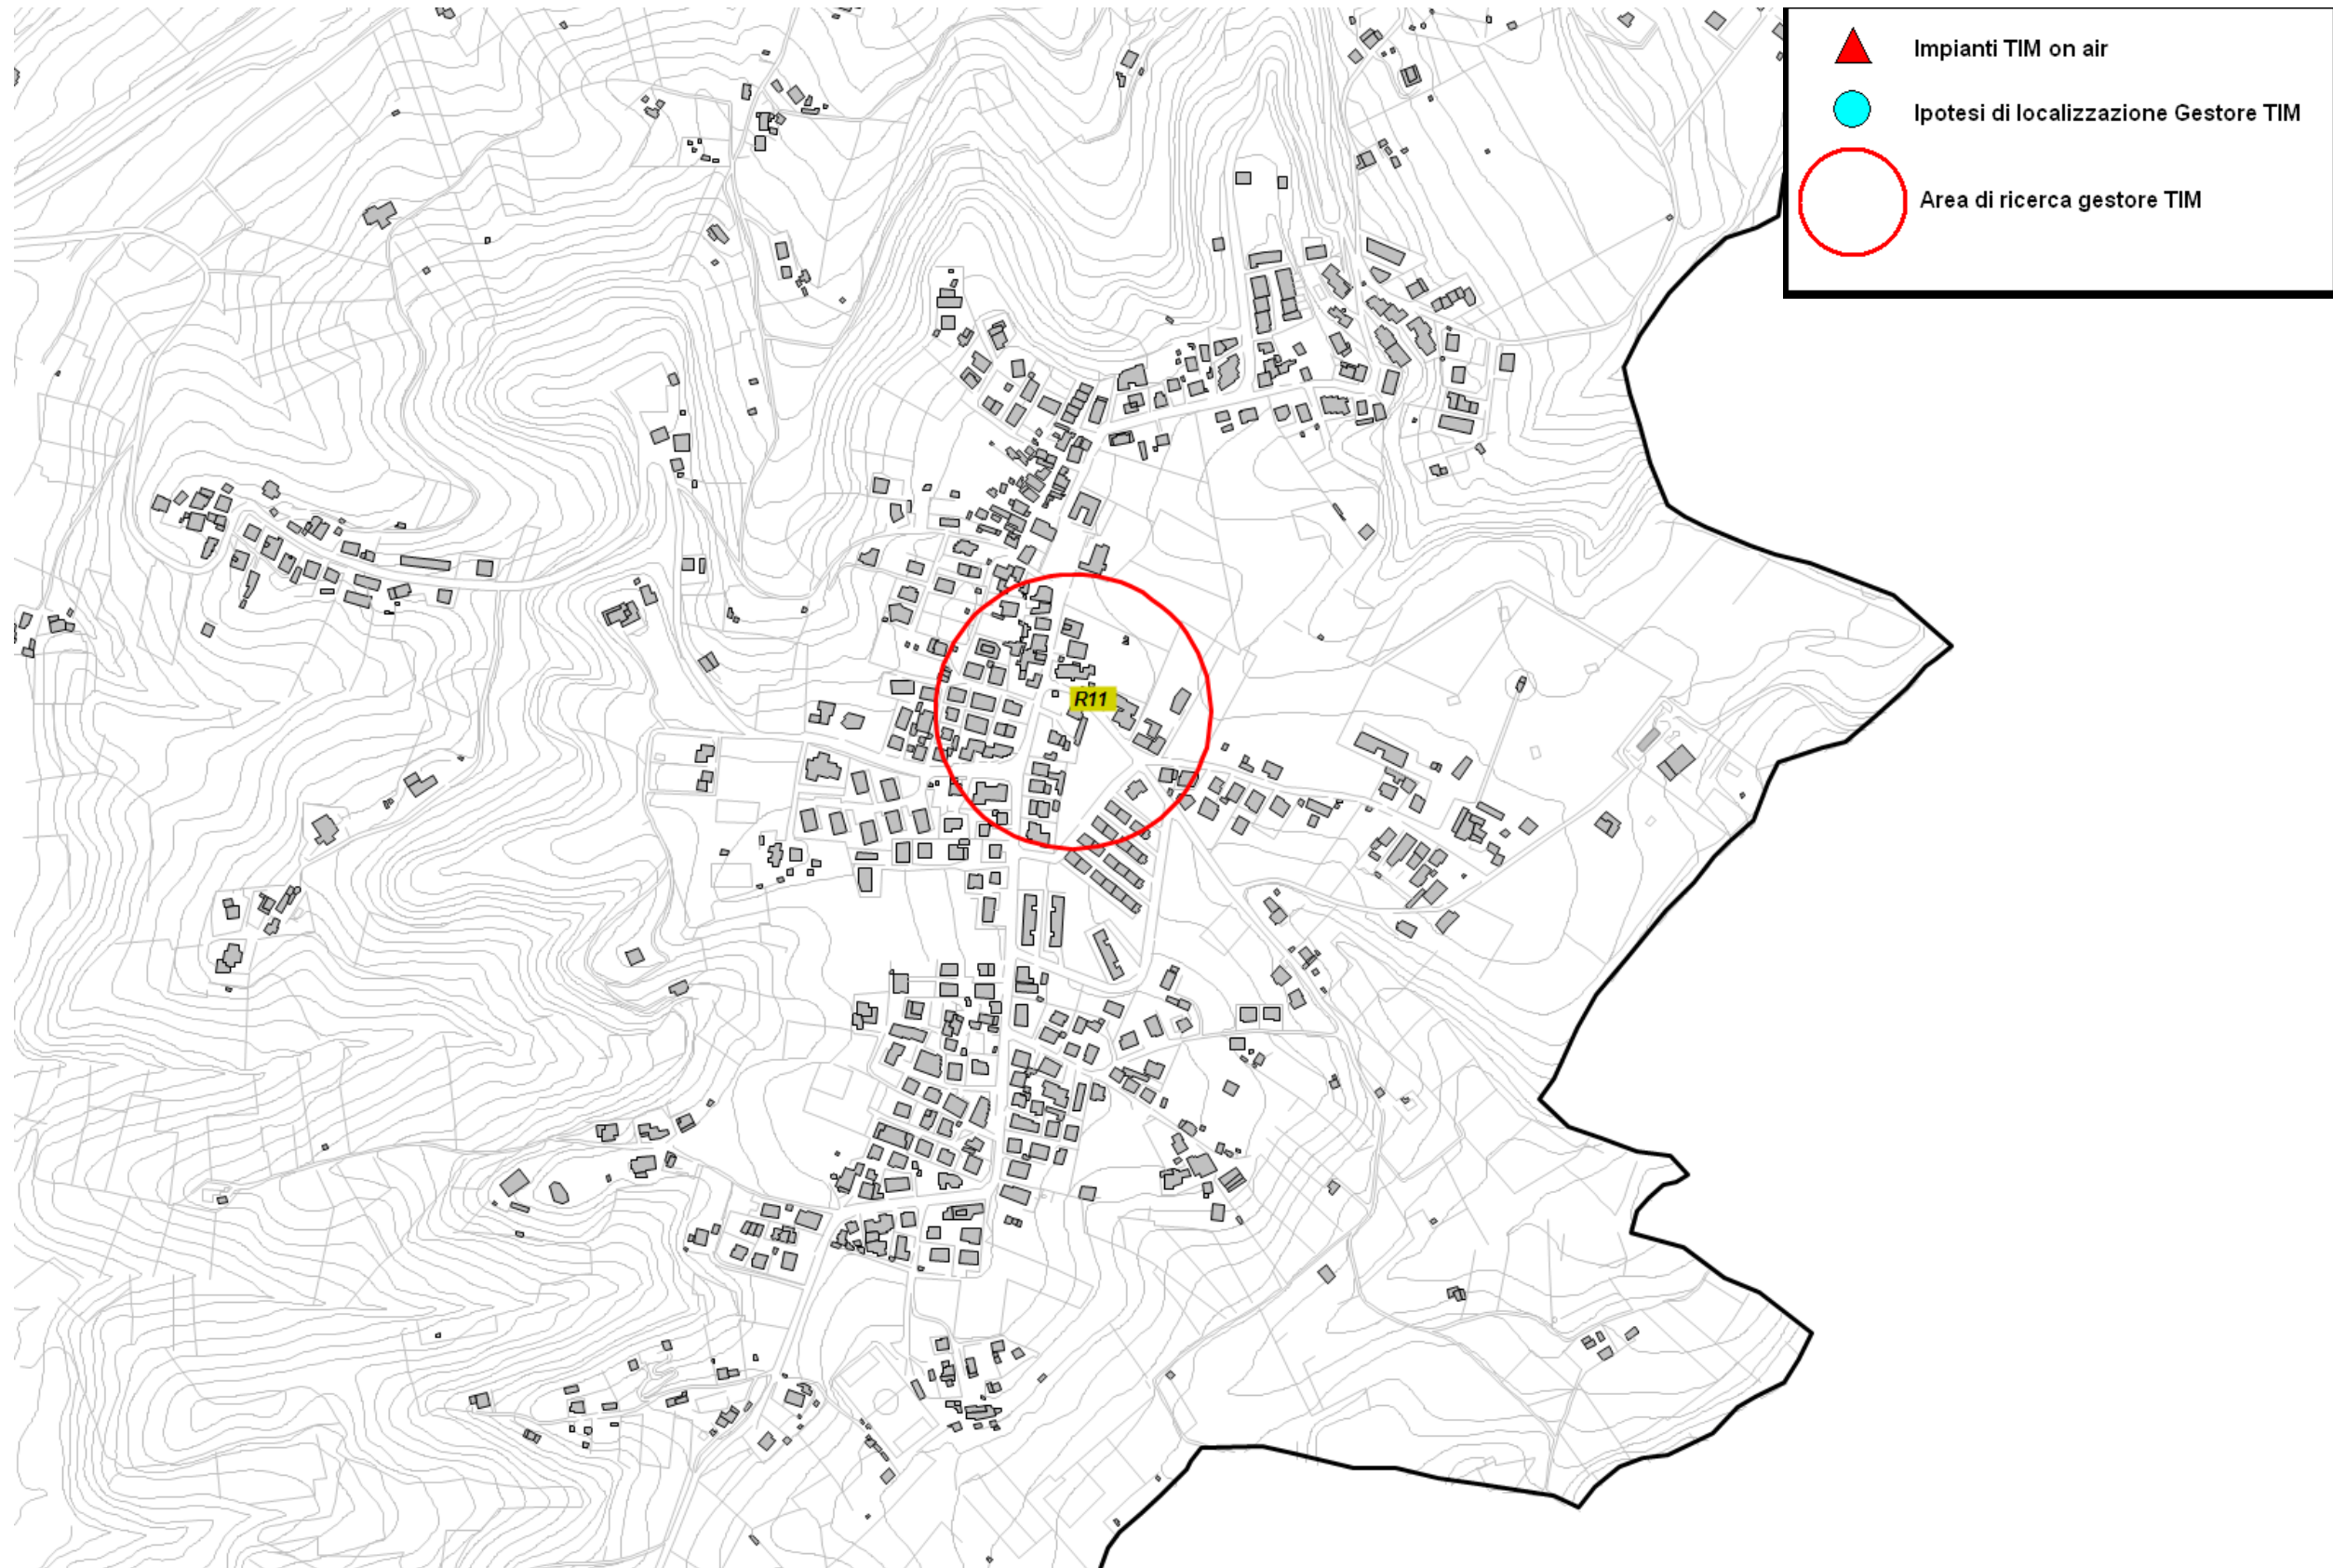 Impianti TIM on air
Ipotesi di localizzazione Gestore TIM
Area di ricerca gestore TIM
R11